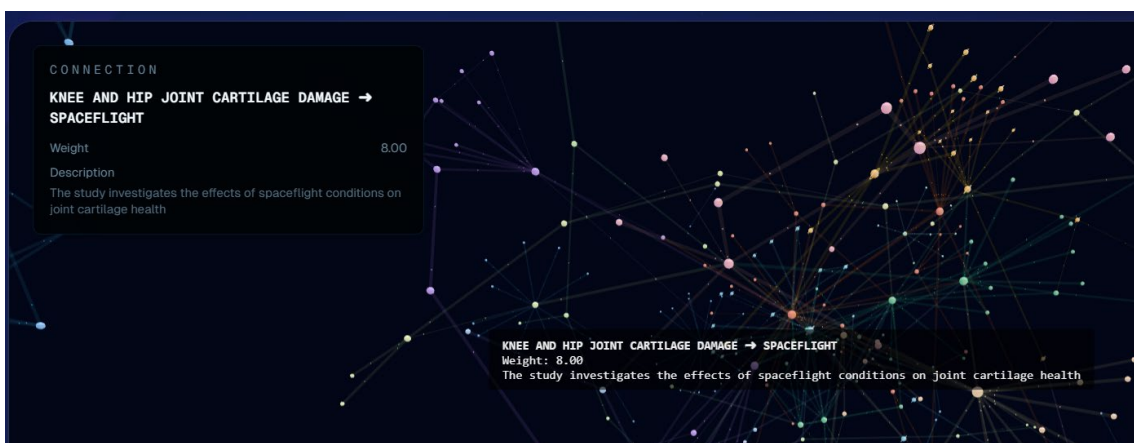 CONNECTION
KNEE AND HIP JOINT CARTILAGE DAMAGE ➔
SPACEFLIGHT
Weight 8.00
Description
The study investigates the effects of spaceflight conditions on
joint cartilage health
KNEE AND HIP JOINT CARTILAGE DAMAGE ➔ SPACEFLIGHT
Weight: 8.00
The study investigates the effects of spaceflight conditions on joint cartilage health